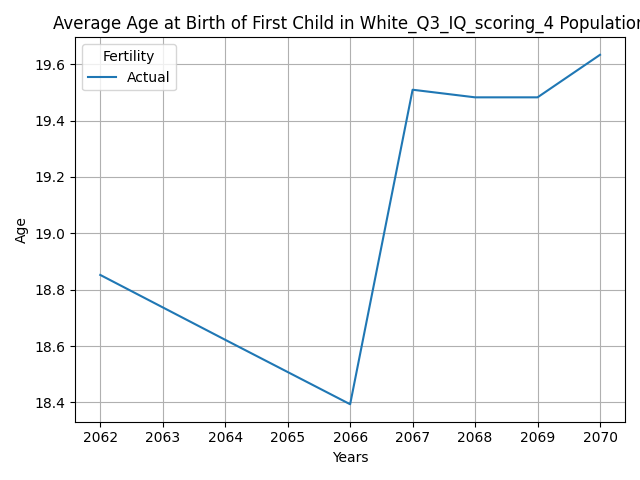 Average Age at Birth of First Child in White_Q3_IQ_scoring_4 Population
Fertility
Actual
Age
19.6
19.4
19.2
19.0
18.8
18.6
18.4
2062 2063 2064 2065 2066 2067 2068 2069 2070
Years